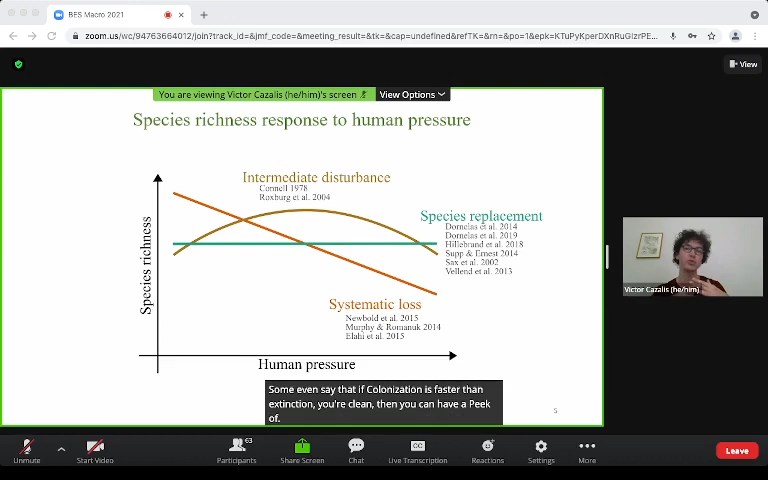 BES Macro 2021
zoom.us/wc/94763664012/join?track_id=&jmf_code=&meeting_result=&tk=&cap=undefined&refTK=&rn=&po=1&epk=KTuPyKperDXnRuGlzrPE...
View
You are viewing Victor Cazalis (he/him)'s screen
View Options
Species richness response to human pressure
Intermediate disturbance
Connell 1978
Roxburg et al. 2004
Species replacement
Dornelas et al. 2014
Dornelas et al. 2019
Hillebrand et al. 2018
Supp & Ernest 2014
Sax et al. 2002
Vellend et al. 2013
Species richness
Systematic loss
Newbold et al. 2015
Murphy & Romanuk 2014
Elahi et al. 2015
Human pressure
Some even say that if Colonization is faster than
extinction, you're clean, then you can have a Peek
of.
5
Victor Cazalis (he/him)
Unmute
Start Video
63
Participants
Share Screen
Chat
CC
Live Transcription
Reactions
Settings
More
Leave